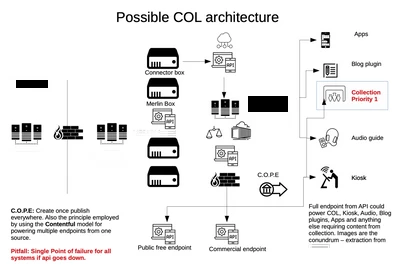 Possible COL architecture
Apps
API
Connector box
Blog plugin
Merlin Box
Collection
Priority 1
API
Audio guide
API
C.O.P.E
Kiosk
API
C.O.P.E: Create once publish
everywhere. Also the principle employed
by using the Contentful model for
powering multiple endpoints from one
source.
Pitfall: Single Point of failure for all
systems if api goes down.
API
API
Public free endpoint
Commercial endpoint
Full endpoint from API could
power COL, Kiosk, Audio, Blog
plugins, Apps and anything
else requiring content from
collection. Images are the
conundrum – extraction from